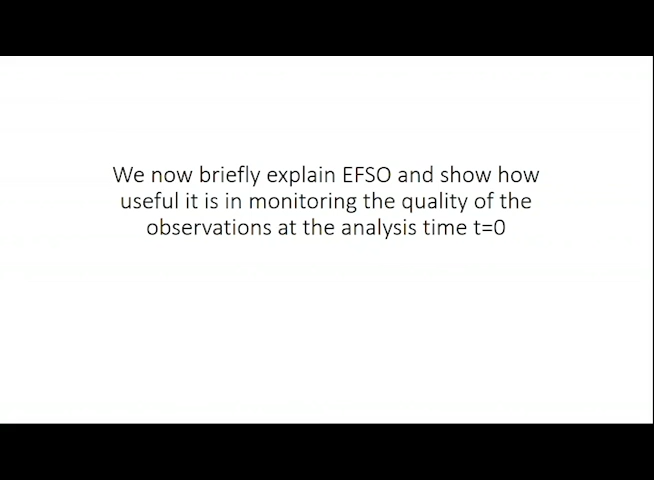 We now briefly explain EFSO and show how
useful it is in monitoring the quality of the
observations at the analysis time t=0